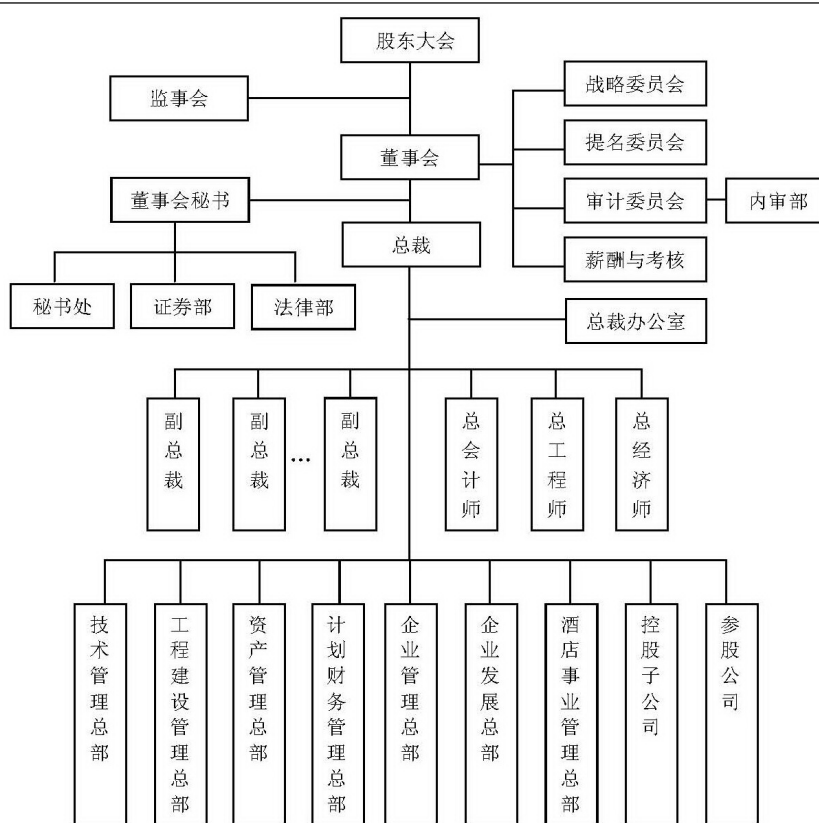 股东大会
监事会
战略委员会
提名委员会
董事会
董事会秘书
审计委员会
内审部
总裁
薪酬与考核
秘书处
证券部
法律部
总裁办公室
副总裁
副总裁
…
副总裁
总会计师
总工程师
总经济师
技术管理总部
工程建设管理总部
资产管理总部
计划财务管理总部
企业管理总部
企业发展总部
酒店事业管理总部
控股子公司
参股公司